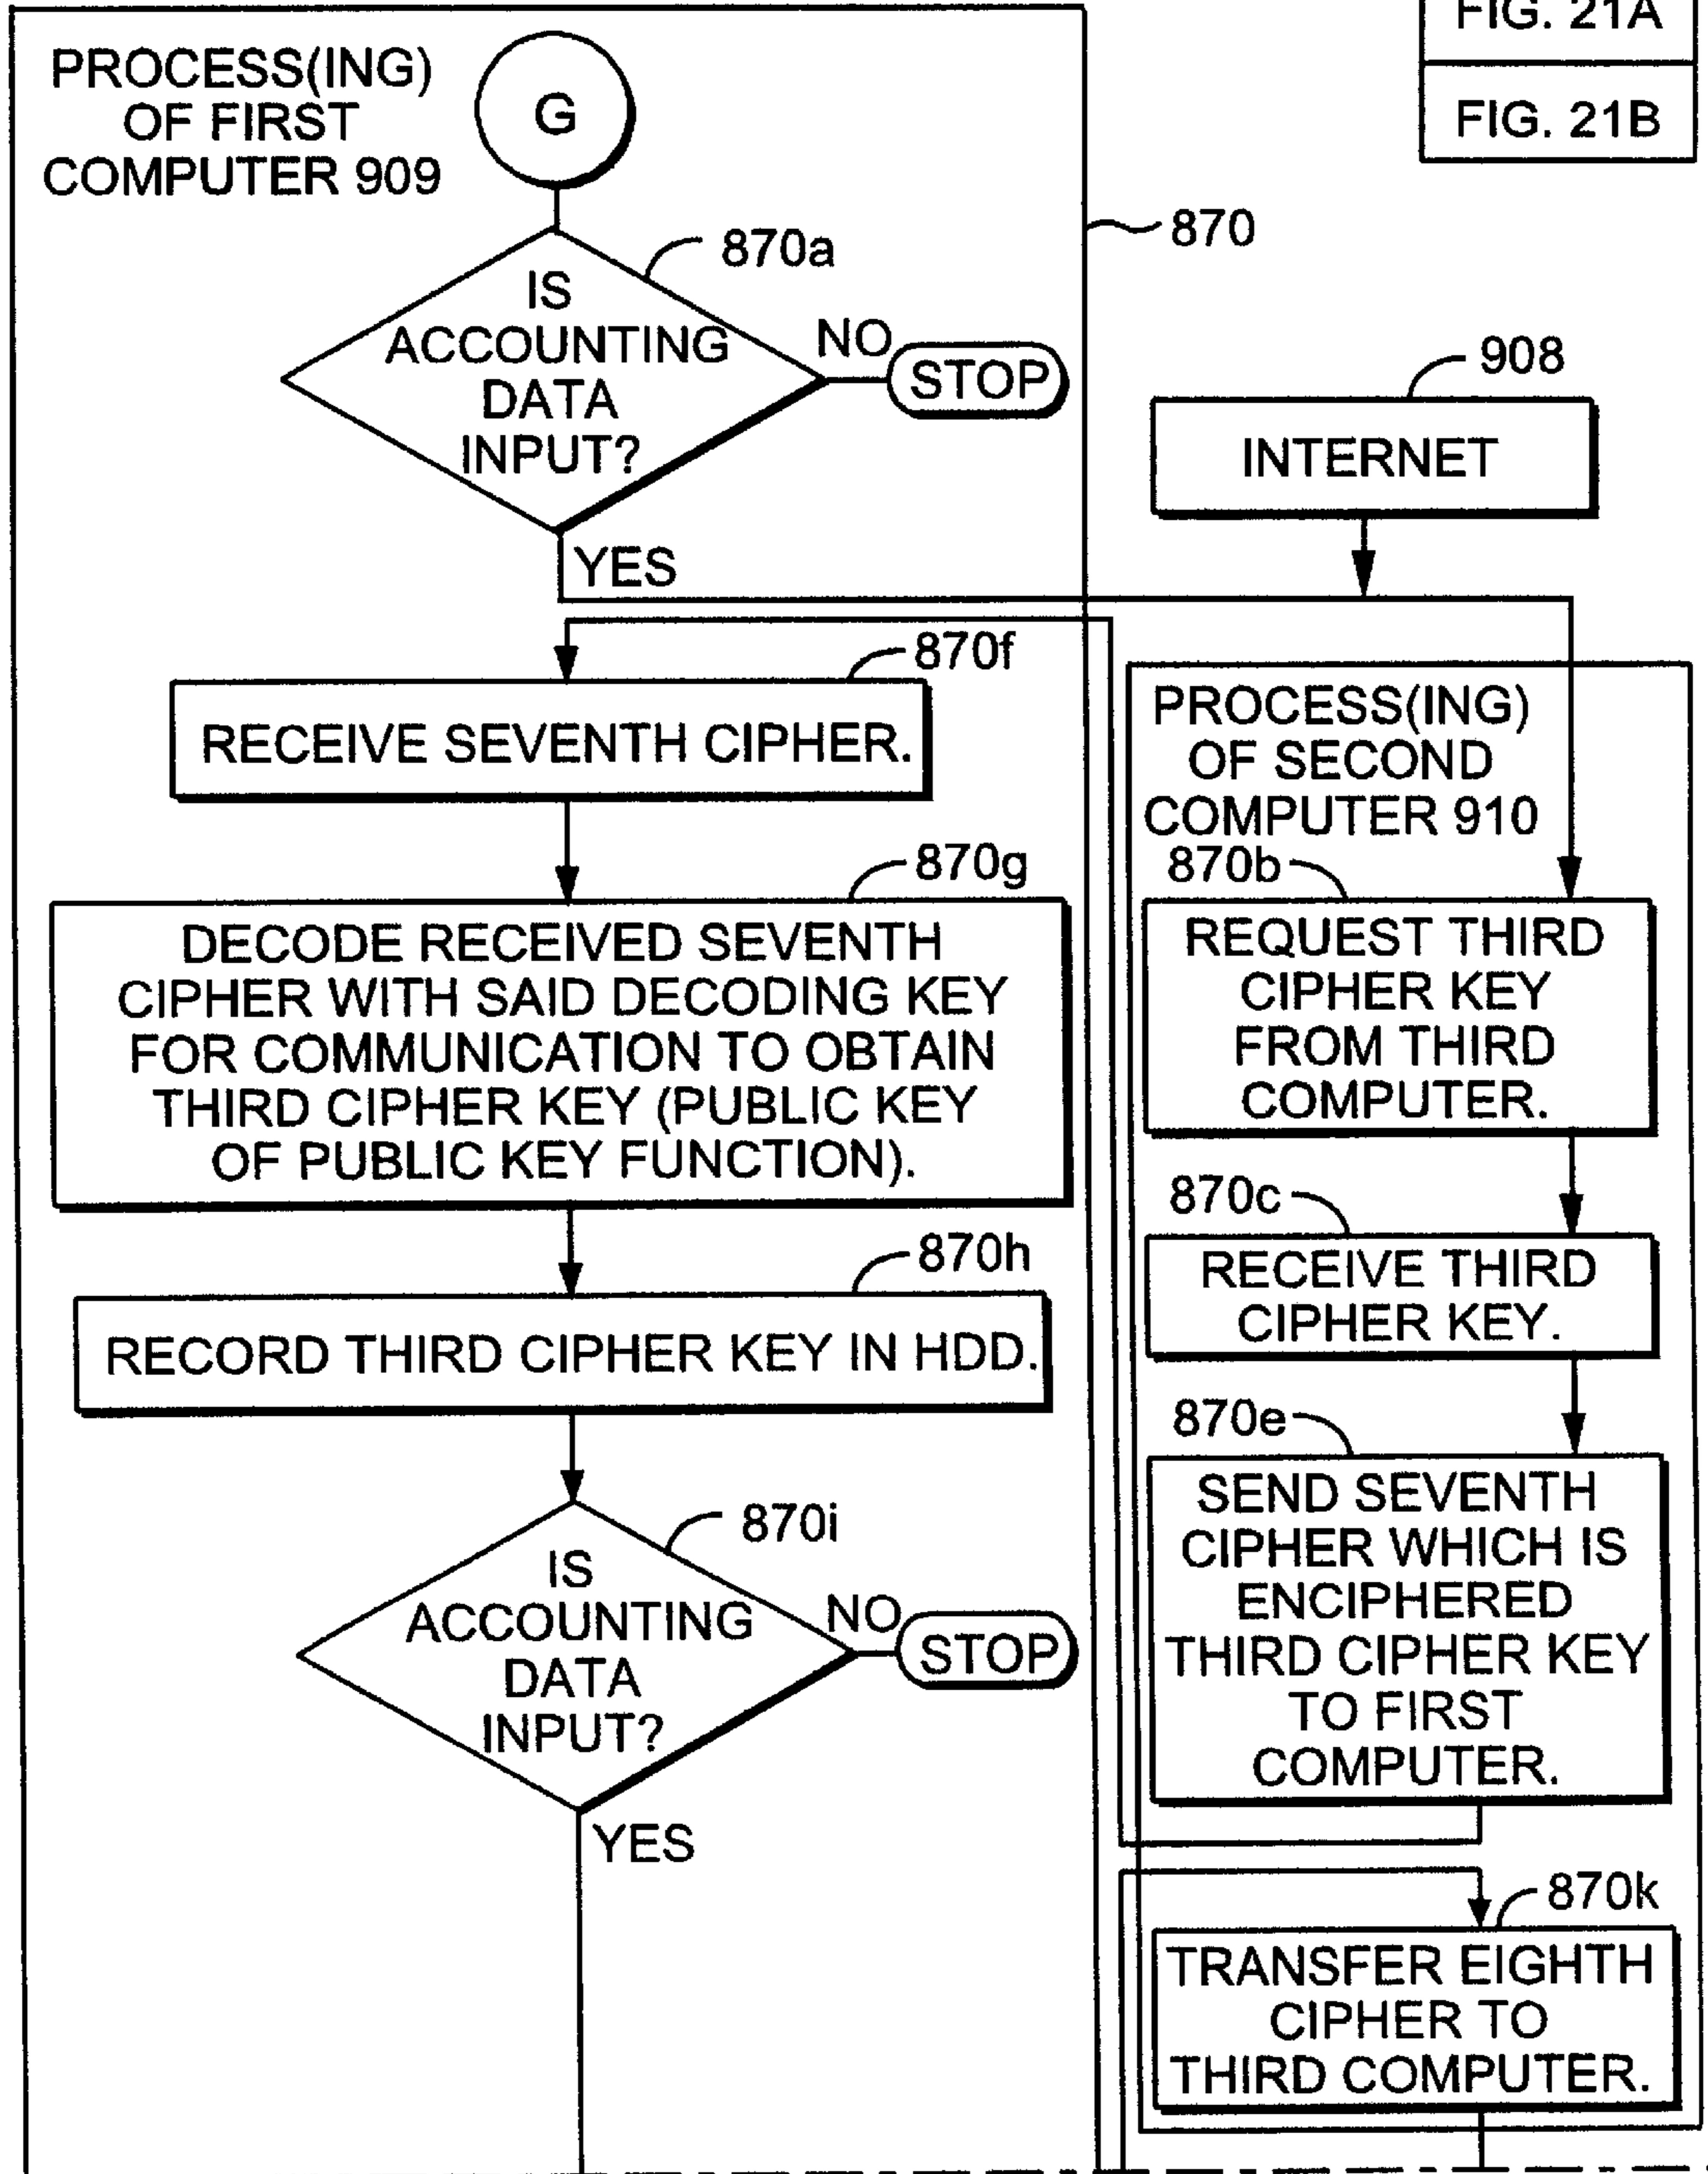 FIG. 21A
FIG. 21B
PROCESS(ING)
OF FIRST
COMPUTER 909
G
870
870a
IS
ACCOUNTING
DATA
INPUT?
NO
STOP
YES
908
INTERNET
870f
RECEIVE SEVENTH CIPHER.
870g
DECODE RECEIVED SEVENTH
CIPHER WITH SAID DECODING KEY
FOR COMMUNICATION TO OBTAIN
THIRD CIPHER KEY (PUBLIC KEY
OF PUBLIC KEY FUNCTION).
870h
RECORD THIRD CIPHER KEY IN HDD.
870i
IS
ACCOUNTING
DATA
INPUT?
NO
STOP
YES
PROCESS(ING)
OF SECOND
COMPUTER 910
870b
REQUEST THIRD
CIPHER KEY
FROM THIRD
COMPUTER.
870c
RECEIVE THIRD
CIPHER KEY.
870e
SEND SEVENTH
CIPHER WHICH IS
ENCIPHERED
THIRD CIPHER KEY
TO FIRST
COMPUTER.
870k
TRANSFER EIGHTH
CIPHER TO
THIRD COMPUTER.